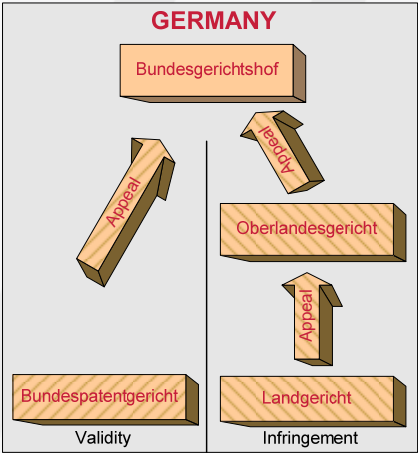 GERMANY
Bundesgerichtshof
Appeal
Appeal
Oberlandesgericht
Appeal
Bundespatentgericht
Landgericht
Validity
Infringement